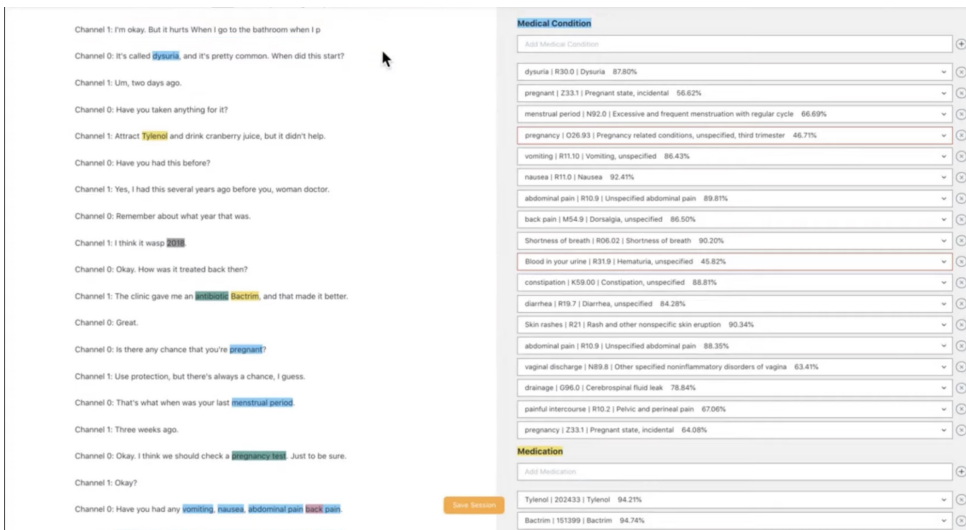 Channel 1: I'm okay. But it hurts When I go to the bathroom when I p
Channel 0: It's called dysuria, and it's pretty common. When did this start?
Channel 1: Um, two days ago.
Channel 0: Have you taken anything for it?
Channel 1: Attract Tylenol and drink cranberry juice, but it didn't help.
Channel 0: Have you had this before?
Channel 1: Yes, I had this several years ago before you, woman doctor.
Channel 0: Remember about what year that was.
Channel 1: I think it wasp 2018.
Channel 0: Okay. How was it treated back then?
Channel 1: The clinic gave me an antibiotic Bactrim, and that made it better.
Channel 0: Great.
Channel 0: Is there any chance that you're pregnant?
Channel 1: Use protection, but there's always a chance, I guess.
Channel 0: That's what when was your last menstrual period.
Channel 1: Three weeks ago.
Channel 0: Okay. I think we should check a pregnancy test. Just to be sure.
Channel 1: Okay?
Channel 0: Have you had any vomiting, nausea, abdominal pain back pain.
Save Session
Medical Condition
Add Medical Condition
dysuria | R30.0 | Dysuria 87.80%
pregnant | Z33.1 | Pregnant state, incidental 56.62%
menstrual period | N92.0 | Excessive and frequent menstruation with regular cycle 66.69%
pregnancy | O26.93 | Pregnancy related conditions, unspecified, third trimester 46.71%
vomiting | R11.10 | Vomiting, unspecified 86.43%
nausea | R11.0 | Nausea 92.41%
abdominal pain | R10.9 | Unspecified abdominal pain 89.81%
back pain | M54.9 | Dorsalgia, unspecified 86.50%
Shortness of breath | R06.02 | Shortness of breath 90.20%
Blood in your urine | R31.9 | Hematuria, unspecified 45.82%
constipation | K59.00 | Constipation, unspecified 88.81%
diarrhea | R19.7 | Diarrhea, unspecified 84.28%
Skin rashes | R21 | Rash and other nonspecific skin eruption 90.34%
abdominal pain | R10.9 | Unspecified abdominal pain 88.35%
vaginal discharge | N89.8 | Other specified noninflammatory disorders of vagina 63.41%
drainage | G96.0 | Cerebrospinal fluid leak 78.84%
painful intercourse | R10.2 | Pelvic and perineal pain 67.06%
pregnancy | Z33.1 | Pregnant state, incidental 64.08%
Medication
Add Medication
Tylenol | 202433 | Tylenol 94.21%
Bactrim | 151399 | Bactrim 94.74%